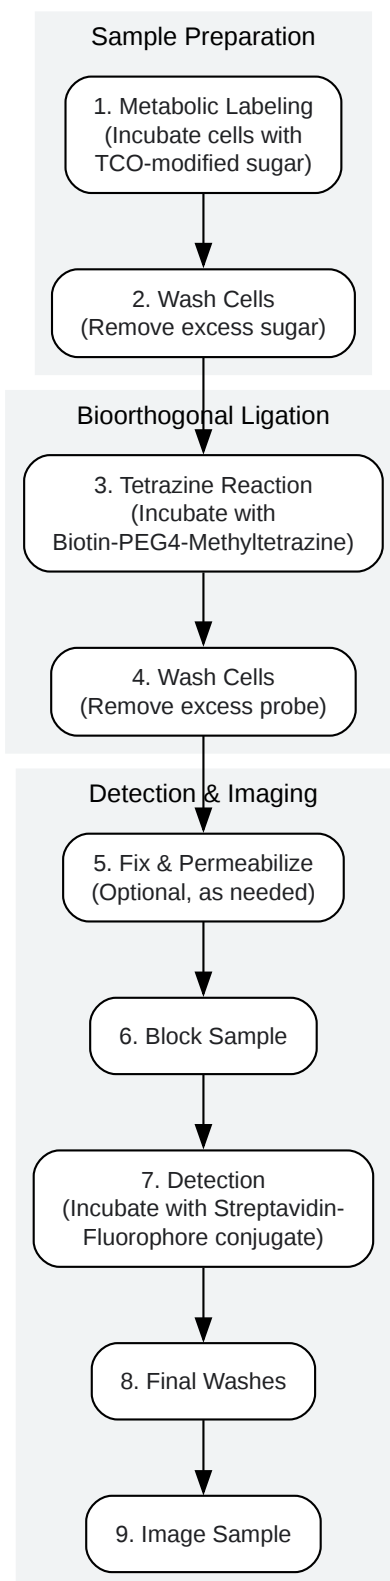 Sample Preparation
1. Metabolic Labeling
(Incubate cells with
TCO-modified sugar)
2. Wash Cells
(Remove excess sugar)
Bioorthogonal Ligation
3. Tetrazine Reaction
(Incubate with
Biotin-PEG4-Methyltetrazine)
4. Wash Cells
(Remove excess probe)
Detection & Imaging
5. Fix & Permeabilize
(Optional, as needed)
6. Block Sample
7. Detection
(Incubate with Streptavidin-
Fluorophore conjugate)
8. Final Washes
9. Image Sample